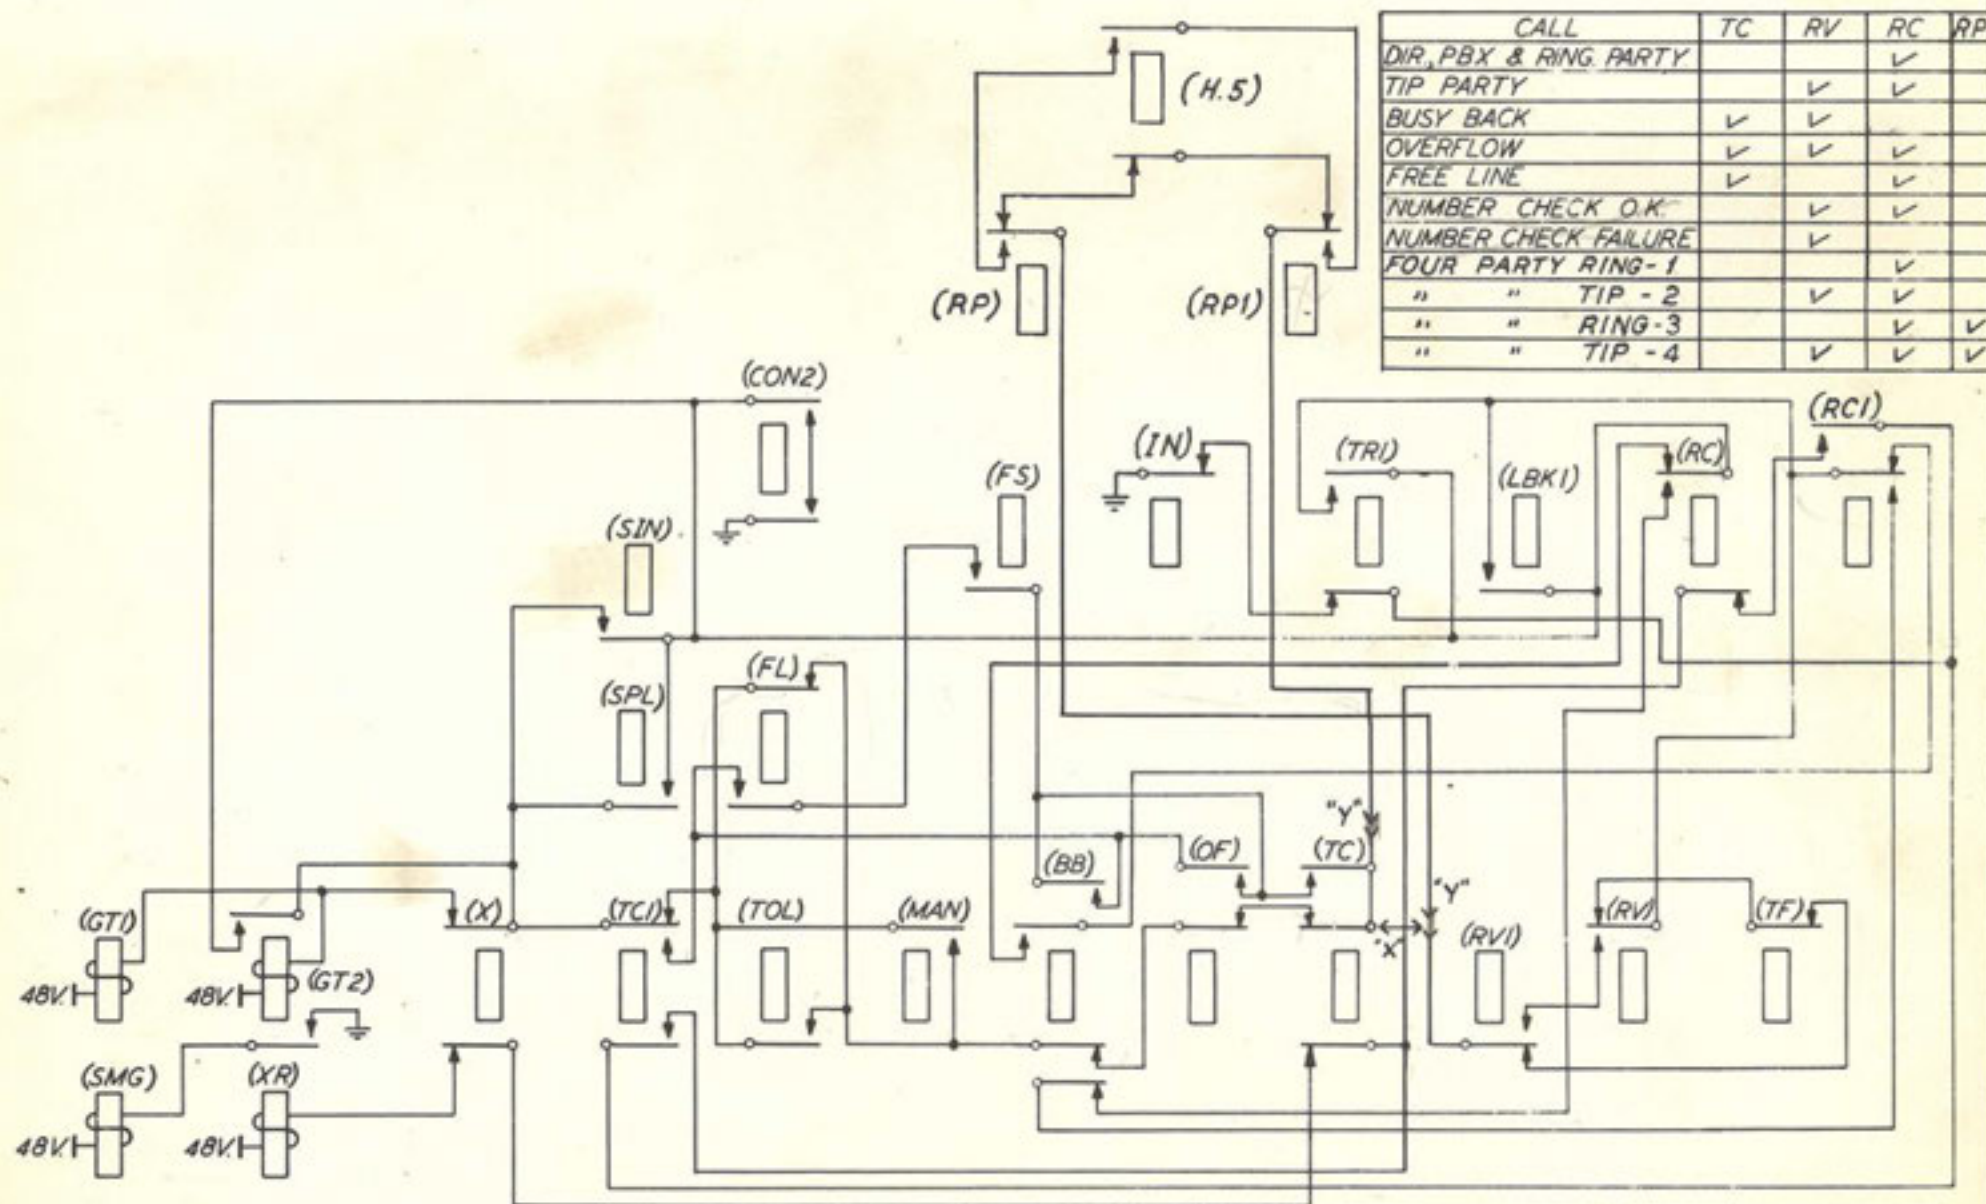 CALL TC RV RC RP
DIR., PBX & RING PARTY ✓
TIP PARTY ✓ ✓
BUSY BACK ✓ ✓
OVERFLOW ✓ ✓ ✓
FREE LINE ✓ ✓
NUMBER CHECK O.K. ✓ ✓
NUMBER CHECK FAILURE ✓
FOUR PARTY RING-1 ✓
" " TIP - 2 ✓ ✓
" " RING-3 ✓ ✓
" " TIP - 4 ✓ ✓ ✓
(H.5)
(RP)
(RP1)
(CON2)
(RC1)
(IN)
(TR1)
(RC)
(FS)
(LBK1)
(SIN)
(FL)
(SPL)
"Y"
(OF)
(TC)
(BB)
"Y"
(GT1)
(X)
(TC1)
(TOL)
(MAN)
(RV)
(TF)
"X"
(RV1)
(GT2)
48V.
48V.
(SMG)
(XR)
48V.
48V.